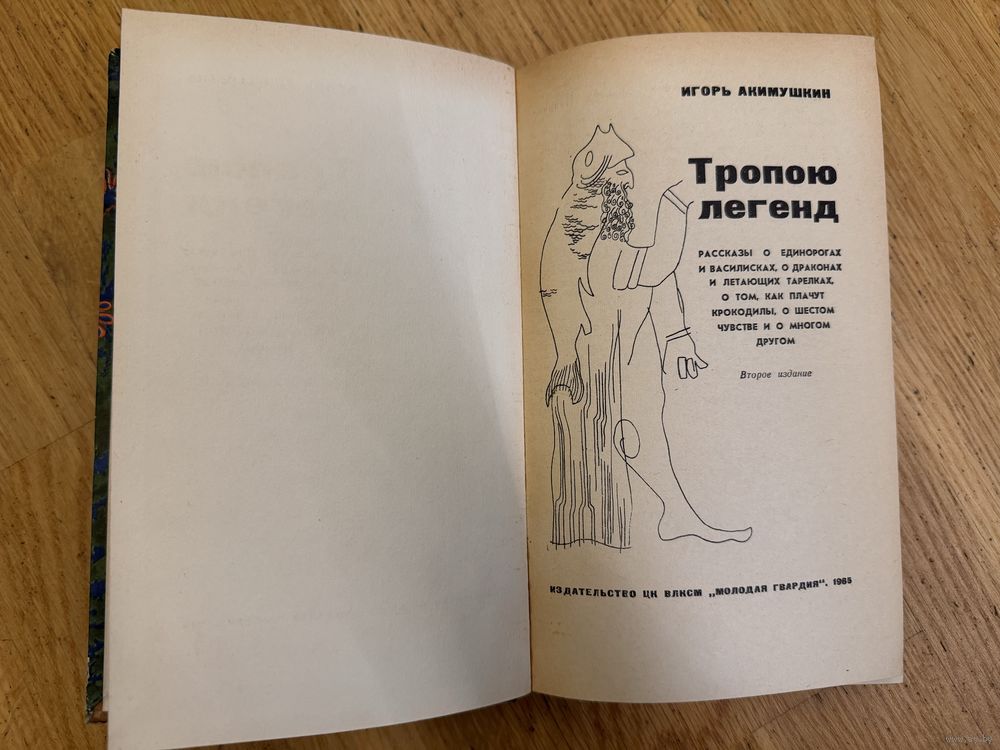 ИГОРЬ АКИМУШКИН
Тропою
легенд
РАССКАЗЫ О ЕДИНОРОГАХ
И ВАСИЛИСКАХ, О ДРАКОНАХ
И ЛЕТАЮЩИХ ТАРЕЛКАХ,
О ТОМ, КАК ПЛАЧУТ
КРОКОДИЛЫ, О ШЕСТОМ
ЧУВСТВЕ И О МНОГОМ
ДРУГОМ
Второе издание
ИЗДАТЕЛЬСТВО ЦК ВЛКСМ „МОЛОДАЯ ГВАРДИЯ“. 1965